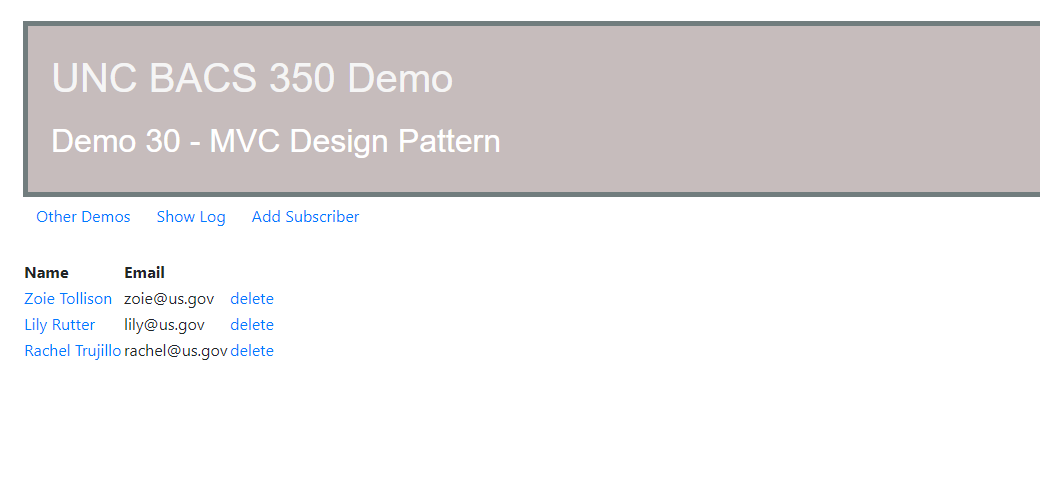 UNC BACS 350 Demo
Demo 30 - MVC Design Pattern
Other Demos Show Log Add Subscriber
Name Email
Zoie Tollison zoie@us.gov delete
Lily Rutter lily@us.gov delete
Rachel Trujillo rachel@us.gov delete